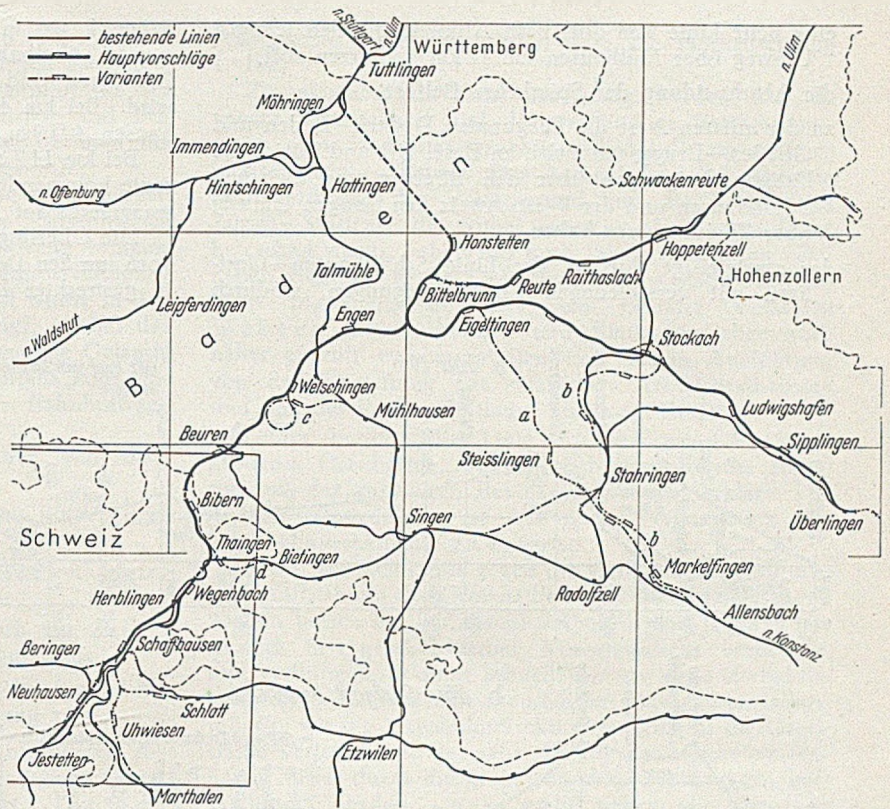 bestehende Linien
Hauptvorschläge
Varianten
n. Stuttgart
n. Ulm
Württemberg
Tuttlingen
n. Ulm
Möhringen
Immendingen
n
Schwackenreute
n. Offenburg
Hintschingen
Hattingen
e
Honstetten
Hoppetenzell
Talmühle
Raithaslach
Hohenzollern
d
Bittelbrunn
Reute
Leipferdingen
Engen
Eigeltingen
n. Waldshut
a
Stockach
B
Welschingen
b
c
Mühlhausen
a
Ludwigshafen
Beuren
Steisslingen
Sipplingen
Stahringen
Bibern
Überlingen
Schweiz
Singen
Thaingen
b
Bietingen
d
Markelfingen
Wegenbach
Radolfzell
Herblingen
Allensbach
n. Konstanz
Schaffhausen
Beringen
Neuhausen
Schlatt
Uhwiesen
Jestetten
Etzwilen
Marthalen